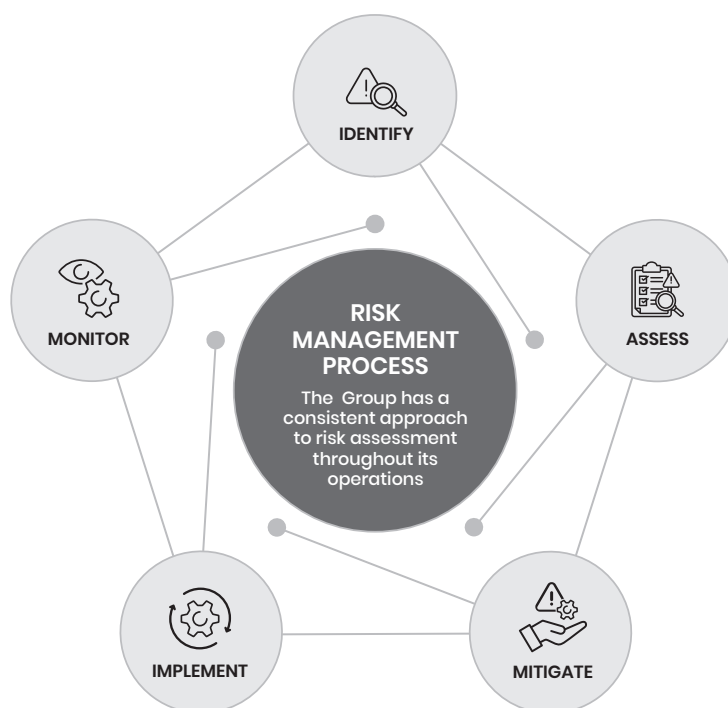 IDENTIFY
MONITOR
ASSESS
RISK
MANAGEMENT
PROCESS
The Group has a
consistent approach
to risk assessment
throughout its
operations
IMPLEMENT
MITIGATE